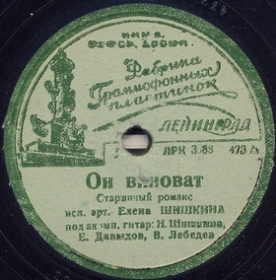 Фабрика
Граммофонных
пластинок
ЛЕНИНГРАД
ЛРК 3.83 473
Он виноват
Старинный романс
исп. арт. Елена ШИШКИНА
под акомп. гитар: Н. Шишкина,
Е. Давыдов, В. Лебедев